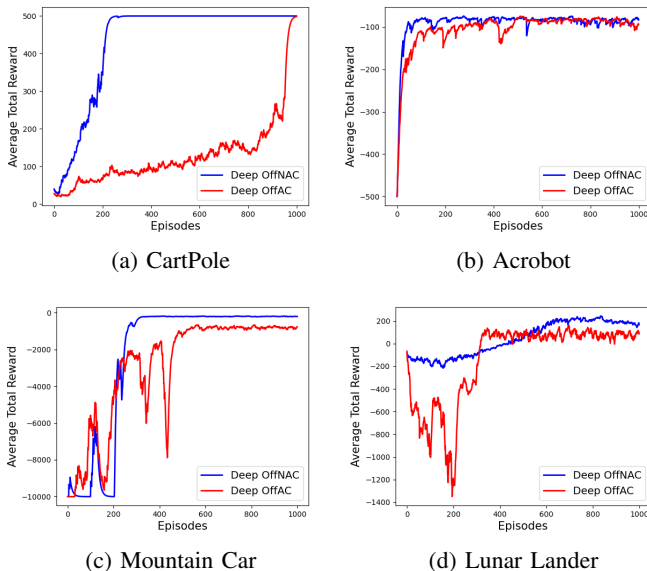 500
400
300
200
100
0
Average Total Reward
0 200 400 600 800 1000
Episodes
Deep OffNAC
Deep OffAC
(a) CartPole
−100
−200
−300
−400
−500
Average Total Reward
0 200 400 600 800 1000
Episodes
Deep OffNAC
Deep OffAC
(b) Acrobot
0
−2000
−4000
−6000
−8000
−10000
Average Total Reward
0 200 400 600 800 1000
Episodes
Deep OffNAC
Deep OffAC
(c) Mountain Car
200
0
−200
−400
−600
−800
−1000
−1200
−1400
Average Total Reward
0 200 400 600 800 1000
Episodes
Deep OffNAC
Deep OffAC
(d) Lunar Lander